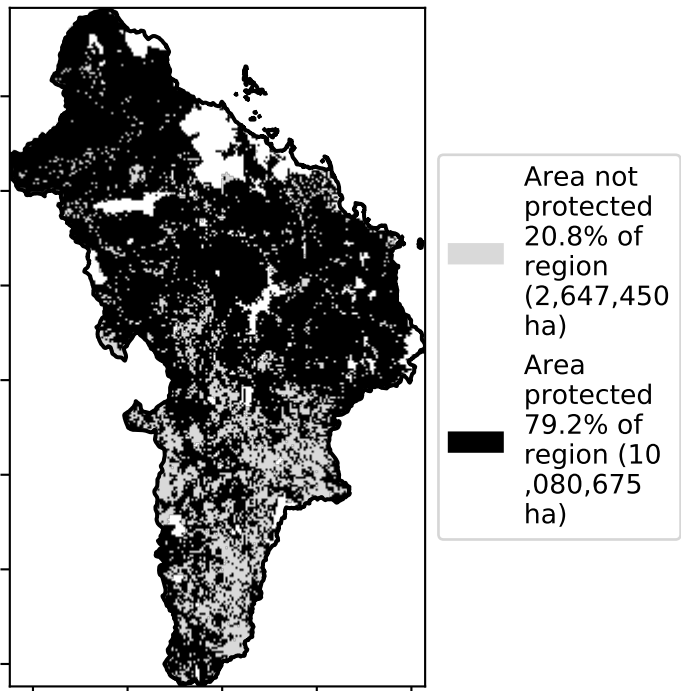 Area not
protected
20.8% of
region
(2,647,450
ha)
Area
protected
79.2% of
region (10
,080,675
ha)